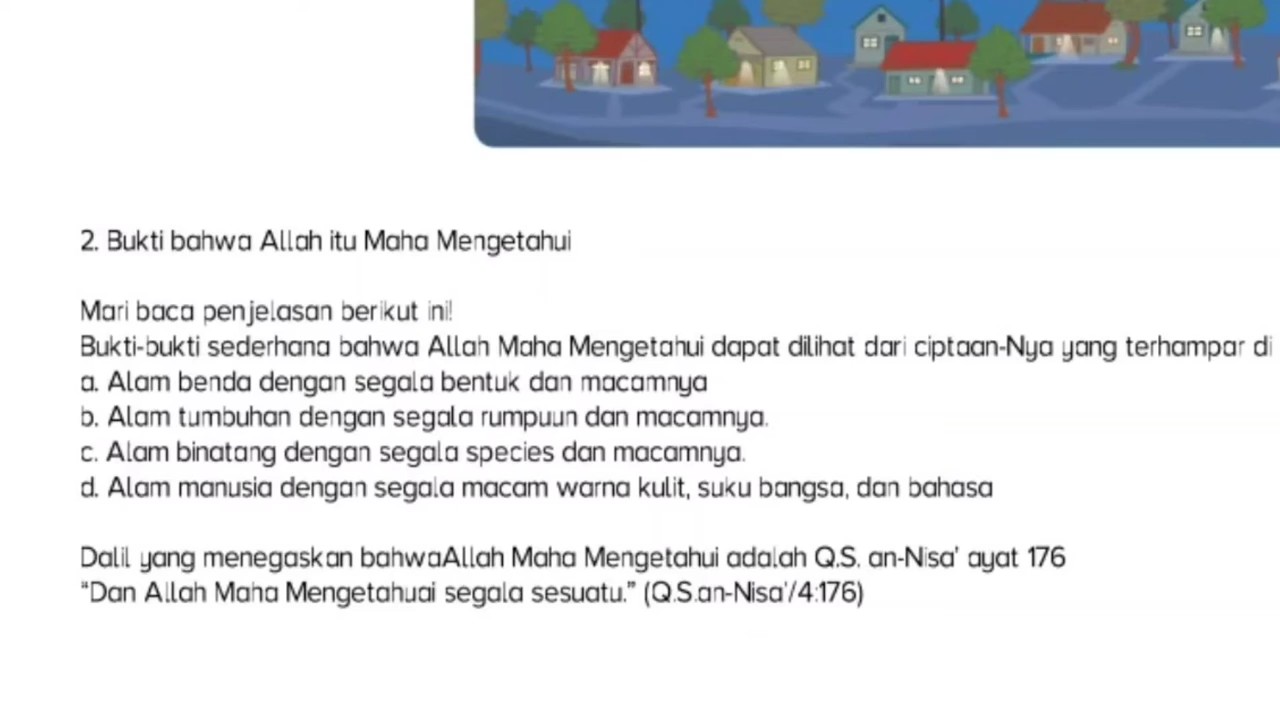 2. Bukti bahwa Allah itu Maha Mengetahui
Mari baca penjelasan berikut ini!
Bukti-bukti sederhana bahwa Allah Maha Mengetahui dapat dilihat dari ciptaan-Nya yang terhampar di
a. Alam benda dengan segala bentuk dan macamnya
b. Alam tumbuhan dengan segala rumpuun dan macamnya.
c. Alam binatang dengan segala species dan macamnya.
d. Alam manusia dengan segala macam warna kulit, suku bangsa, dan bahasa
Dalil yang menegaskan bahwaAllah Maha Mengetahui adalah Q.S. an-Nisa' ayat 176
“Dan Allah Maha Mengetahuai segala sesuatu.” (Q.S.an-Nisa'/4:176)